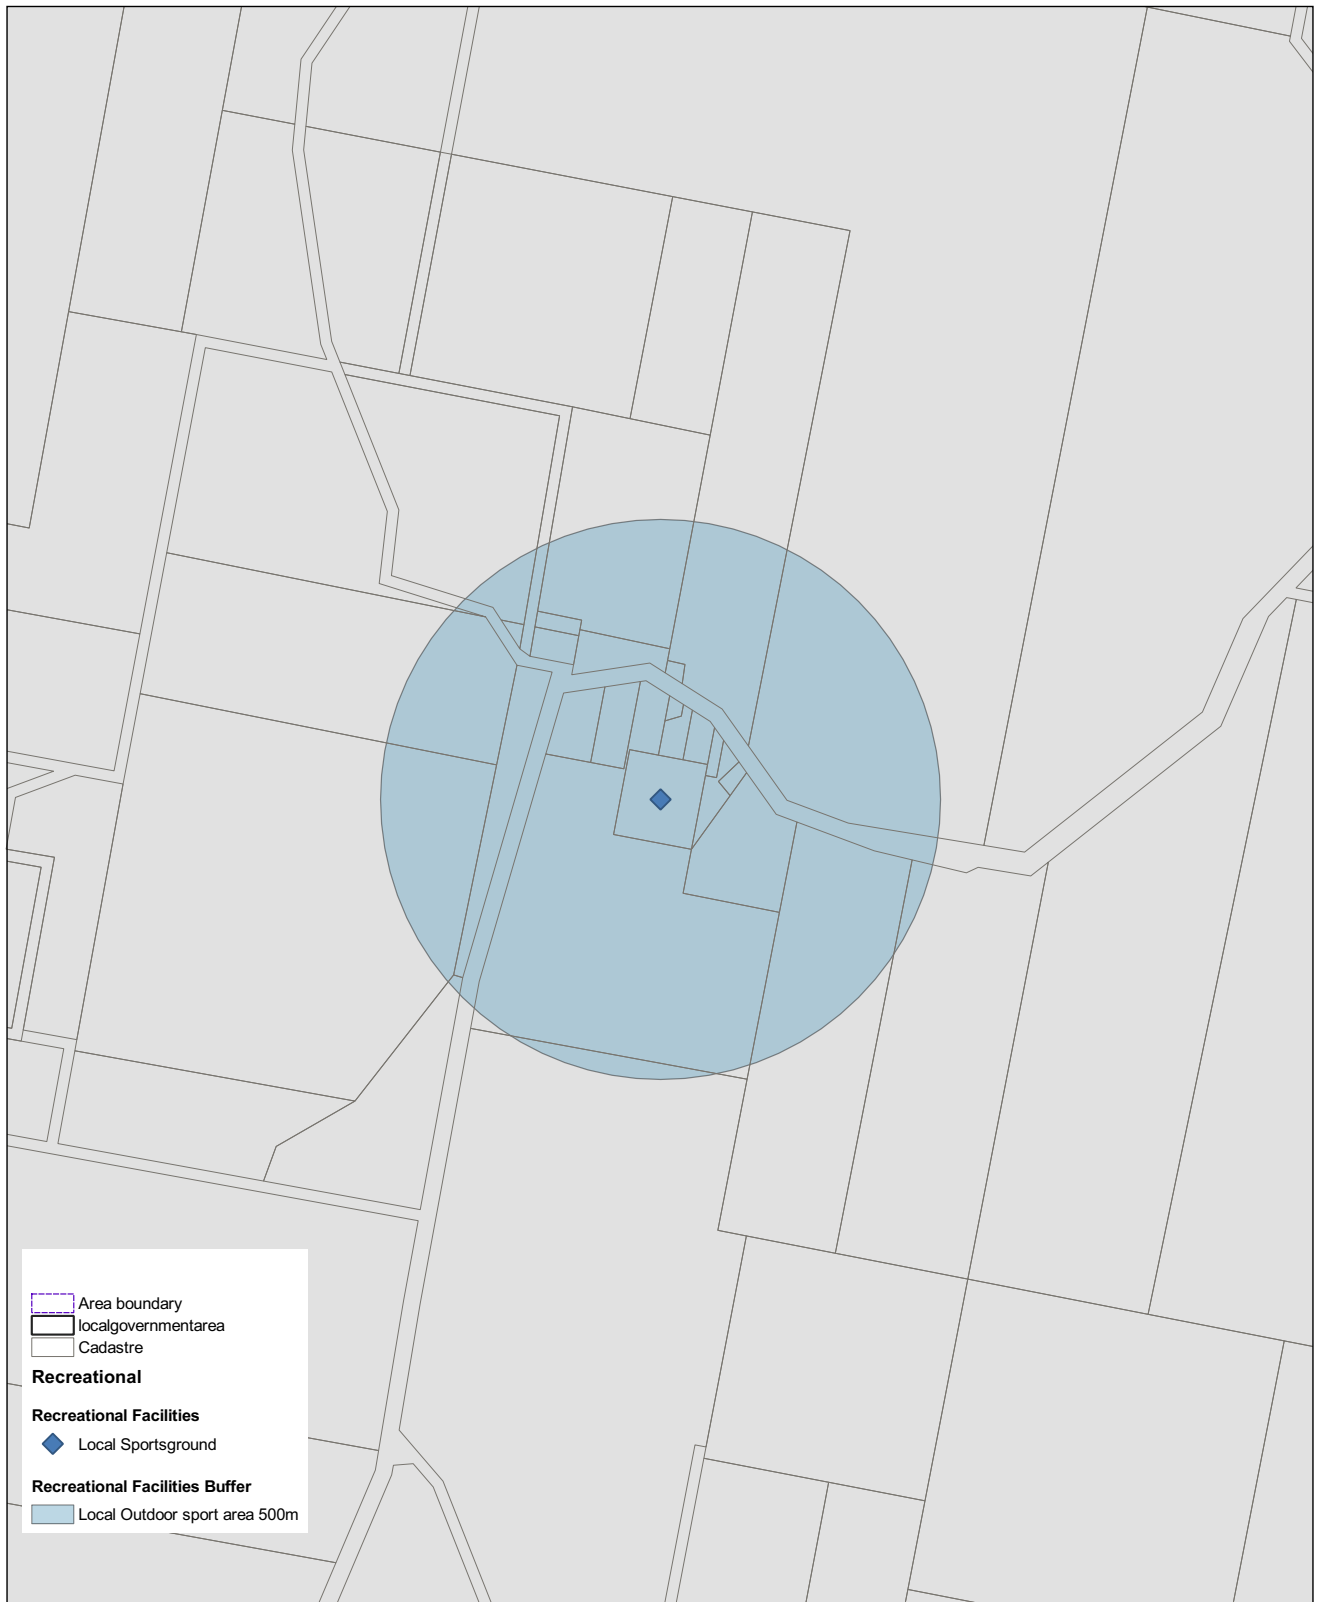 Area boundary
localgovernmentarea
Cadastre
Recreational
Recreational Facilities
Local Sportsground
Recreational Facilities Buffer
Local Outdoor sport area 500m